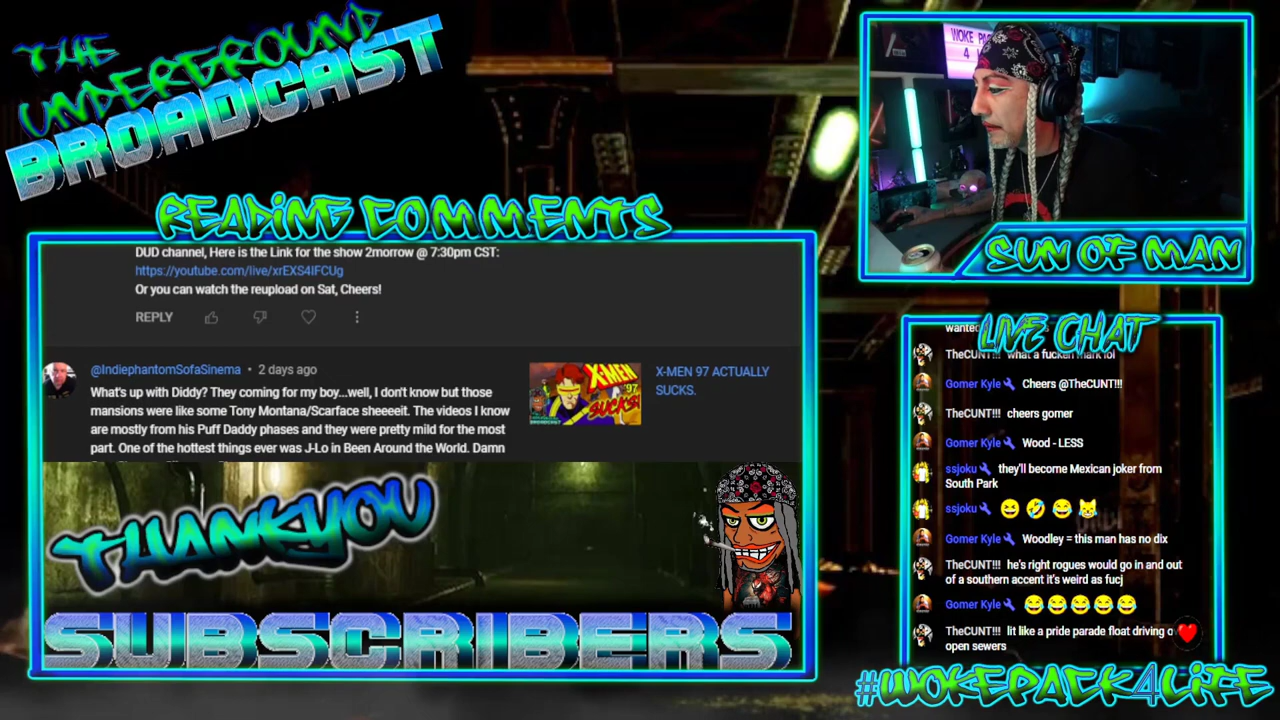 THE
UNDERGROUND
BROADCAST
WOKE PA
4
READING COMMENTS
DUD channel, Here is the Link for the show 2morrow @ 7:30pm CST:
https://youtube.com/live/xrEXS4IFCUg
Or you can watch the reupload on Sat, Cheers!
REPLY
@IndiephantomSofaSinema • 2 days ago
What's up with Diddy? They coming for my boy...well, I don't know but those
mansions were like some Tony Montana/Scarface sheeeeit. The videos I know
are mostly from his Puff Daddy phases and they were pretty mild for the most
part. One of the hottest things ever was J-Lo in Been Around the World. Damn
X-MEN
'97
SUCKS!
X-MEN 97 ACTUALLY
SUCKS.
THANKYOU
SUBSCRIBERS
SUN OF MAN
LIVE CHAT
wanted
TheCUNT!!! what a fucken mark lol
Gomer Kyle Cheers @TheCUNT!!!
TheCUNT!!! cheers gomer
Gomer Kyle Wood - LESS
ssjoku they'll become Mexican joker from
South Park
ssjoku 😆 🤣 😂 😹
Gomer Kyle Woodley = this man has no dix
TheCUNT!!! he's right rogues would go in and out
of a southern accent it's weird as fucj
Gomer Kyle 😂 😂 😂 😂 😂
TheCUNT!!! lit like a pride parade float driving o
open sewers
#WOKEPACK4LIFE